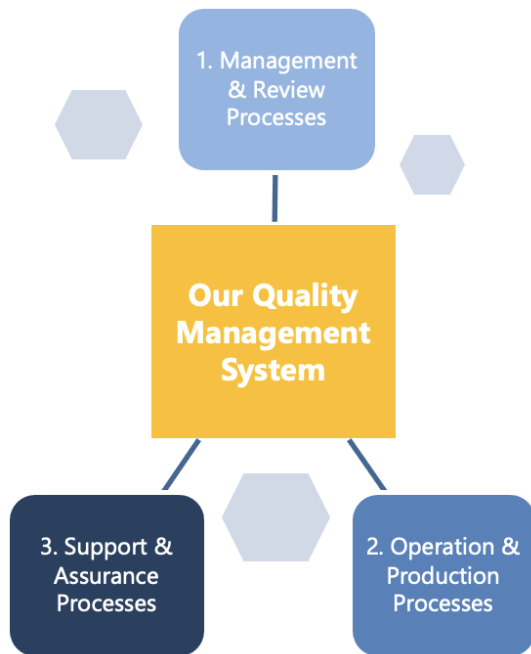 1. Management
& Review
Processes
Our Quality
Management
System
3. Support &
Assurance
Processes
2. Operation &
Production
Processes